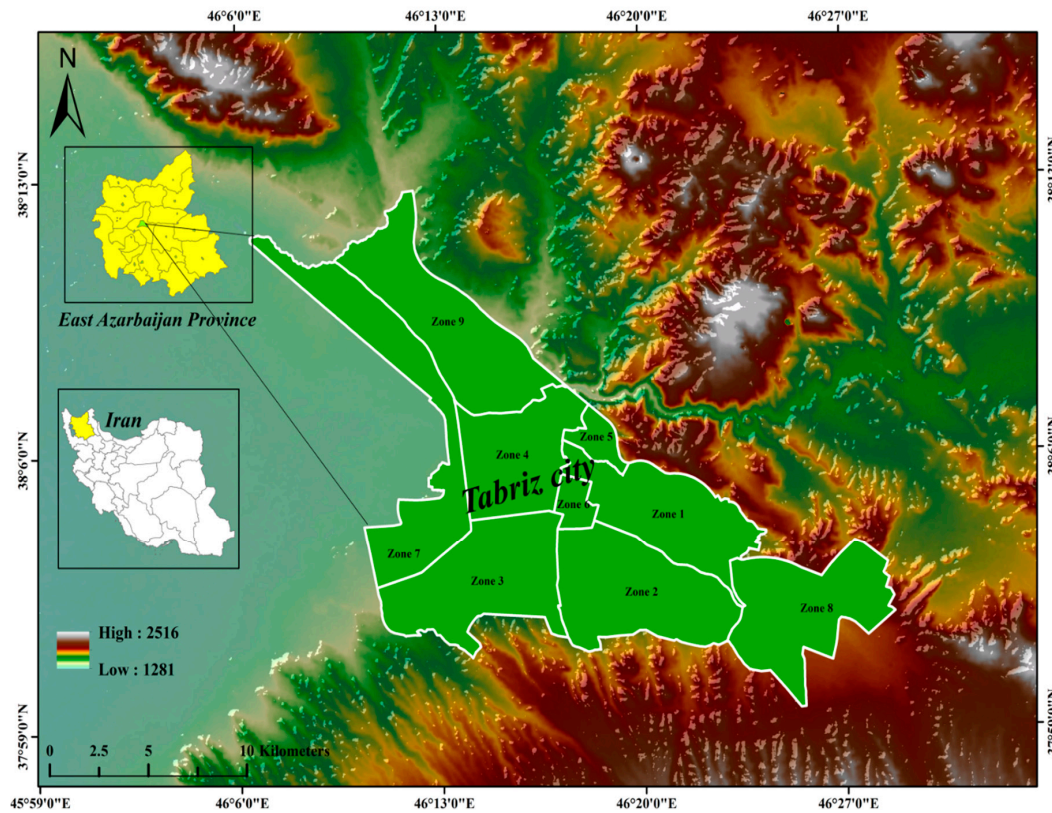 46°6'0"E 46°13'0"E 46°20'0"E 46°27'0"E
N
38°13'0"N
East Azarbaijan Province
Iran
Zone 9
Zone 5
Zone 4
38°6'0"N
Tabriz city
Zone 6
Zone 1
Zone 7
Zone 3
Zone 2
Zone 8
High : 2516
Low : 1281
37°59'0"N
0 2.5 5 10 Kilometers
45°59'0"E 46°6'0"E 46°13'0"E 46°20'0"E 46°27'0"E